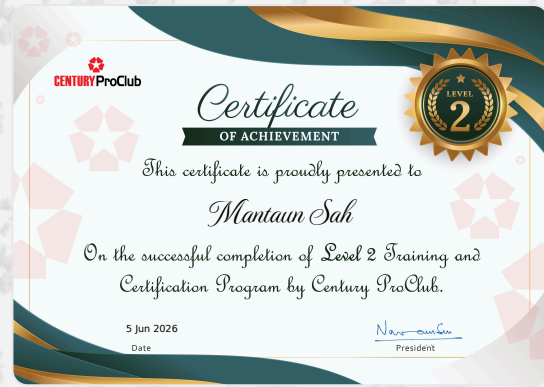 CENTURY ProClub
Certificate
OF ACHIEVEMENT
LEVEL
2
This certificate is proudly presented to
Mantaun Sah
On the successful completion of Level 2 Training and
Certification Program by Century ProClub.
5 Jun 2026
Date
President